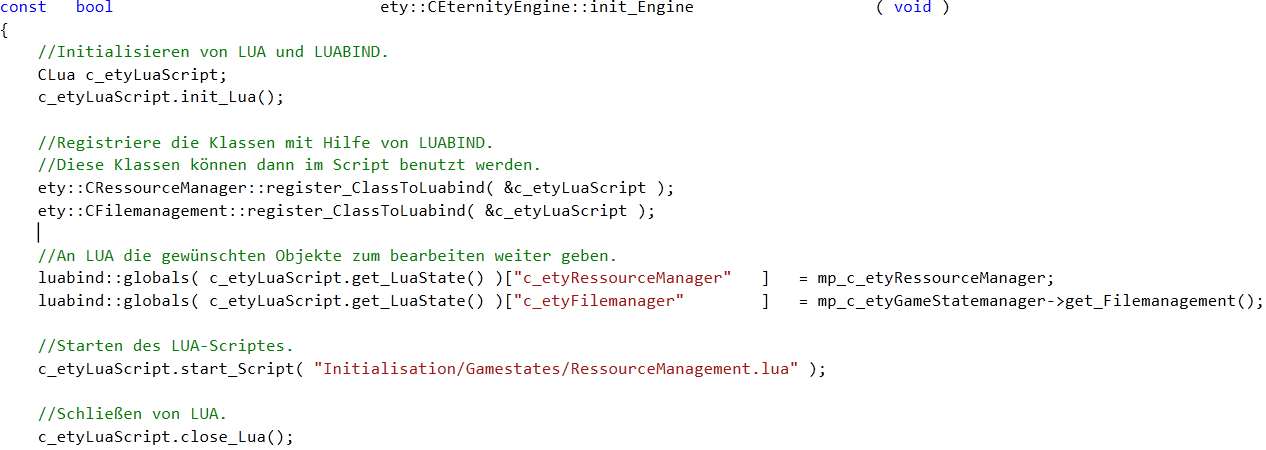 const   bool                            ety::CEternityEngine::init_Engine                   ( void )
{
    //Initialisieren von LUA und LUABIND.
    CLua c_etyLuaScript;
    c_etyLuaScript.init_Lua();
    //Registriere die Klassen mit Hilfe von LUABIND.
    //Diese Klassen können dann im Script benutzt werden.
    ety::CRessourceManager::register_ClassToLuabind( &c_etyLuaScript );
    ety::CFilemanagement::register_ClassToLuabind( &c_etyLuaScript );
    //An LUA die gewünschten Objekte zum bearbeiten weiter geben.
    luabind::globals( c_etyLuaScript.get_LuaState() )["c_etyRessourceManager"   ]   = mp_c_etyRessourceManager;
    luabind::globals( c_etyLuaScript.get_LuaState() )["c_etyFilemanager"        ]   = mp_c_etyGameStatemanager->get_Filemanagement();
    //Starten des LUA-Scriptes.
    c_etyLuaScript.start_Script( "Initialisation/Gamestates/RessourceManagement.lua" );
    //Schließen von LUA.
    c_etyLuaScript.close_Lua();